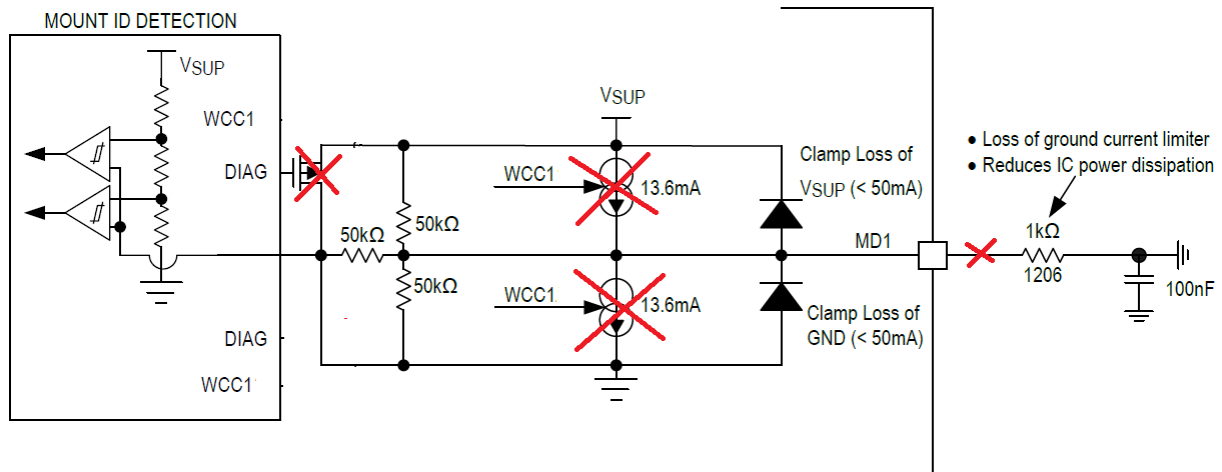 MOUNT ID DETECTION
VSUP
WCC1
DIAG
DIAG
WCC1
50kΩ
50kΩ
50kΩ
VSUP
WCC1
13.6mA
WCC1
13.6mA
Clamp Loss of
VSUP (< 50mA)
MD1
Clamp Loss of
GND (< 50mA)
● Loss of ground current limiter
● Reduces IC power dissipation
1kΩ
1206
100nF